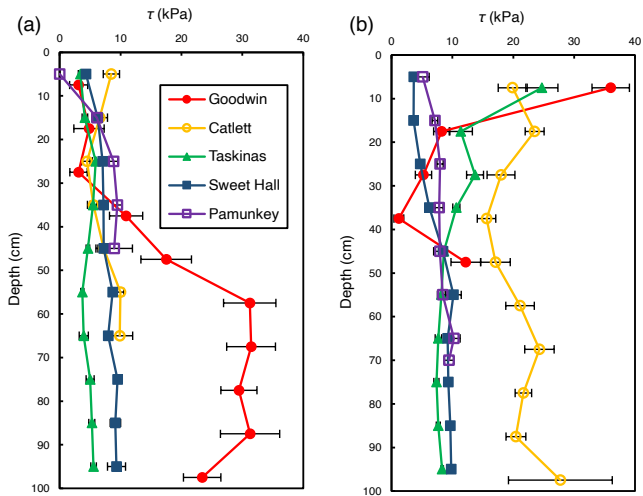 (a)
τ (kPa)
0 10 20 30 40
0
10
20
30
40
50
60
70
80
90
100
Depth (cm)
Goodwin
Catlett
Taskinas
Sweet Hall
Pamunkey
(b)
τ (kPa)
0 10 20 30 40
0
10
20
30
40
50
60
70
80
90
100
Depth (cm)